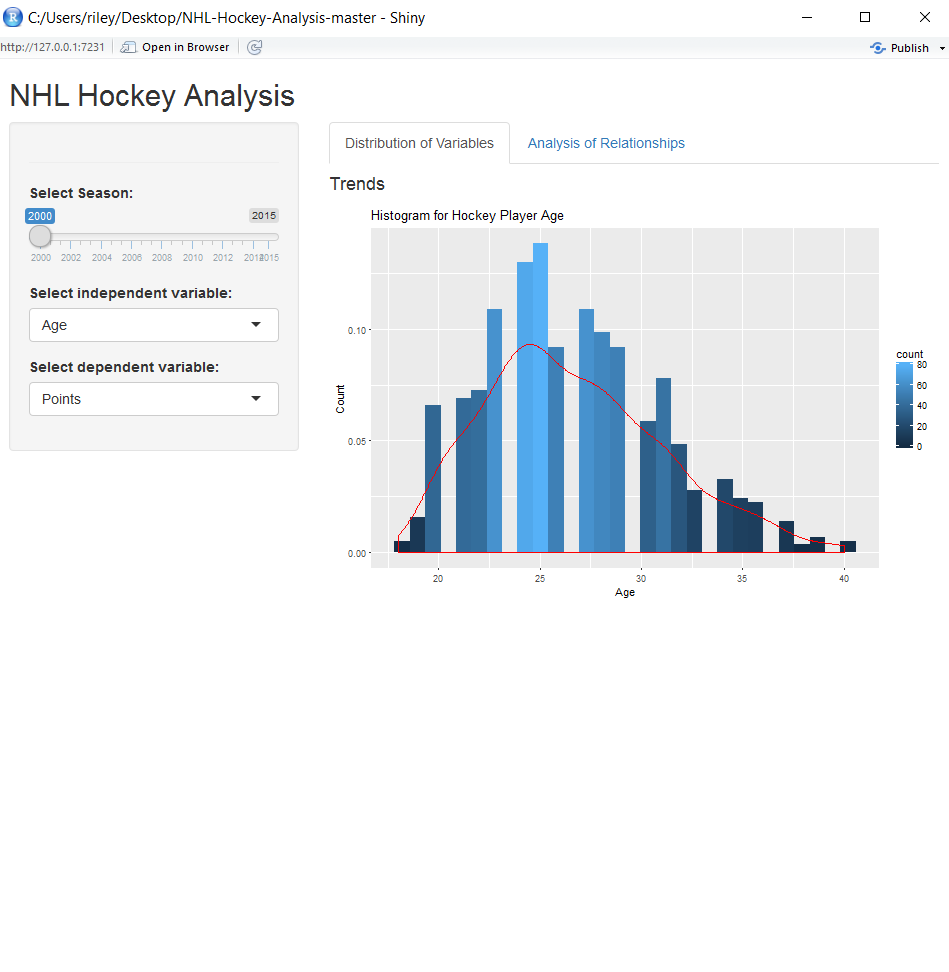 C:/Users/riley/Desktop/NHL-Hockey-Analysis-master - Shiny
http://127.0.0.1:7231 Open in Browser Publish
NHL Hockey Analysis
Select Season:
2000 2015
2000 2002 2004 2006 2008 2010 2012 2014 2015
Select independent variable:
Age
Select dependent variable:
Points
Distribution of Variables Analysis of Relationships
Trends
Histogram for Hockey Player Age
0.10
0.05
0.00
Count
20 25 30 35 40
Age
count
80
60
40
20
0